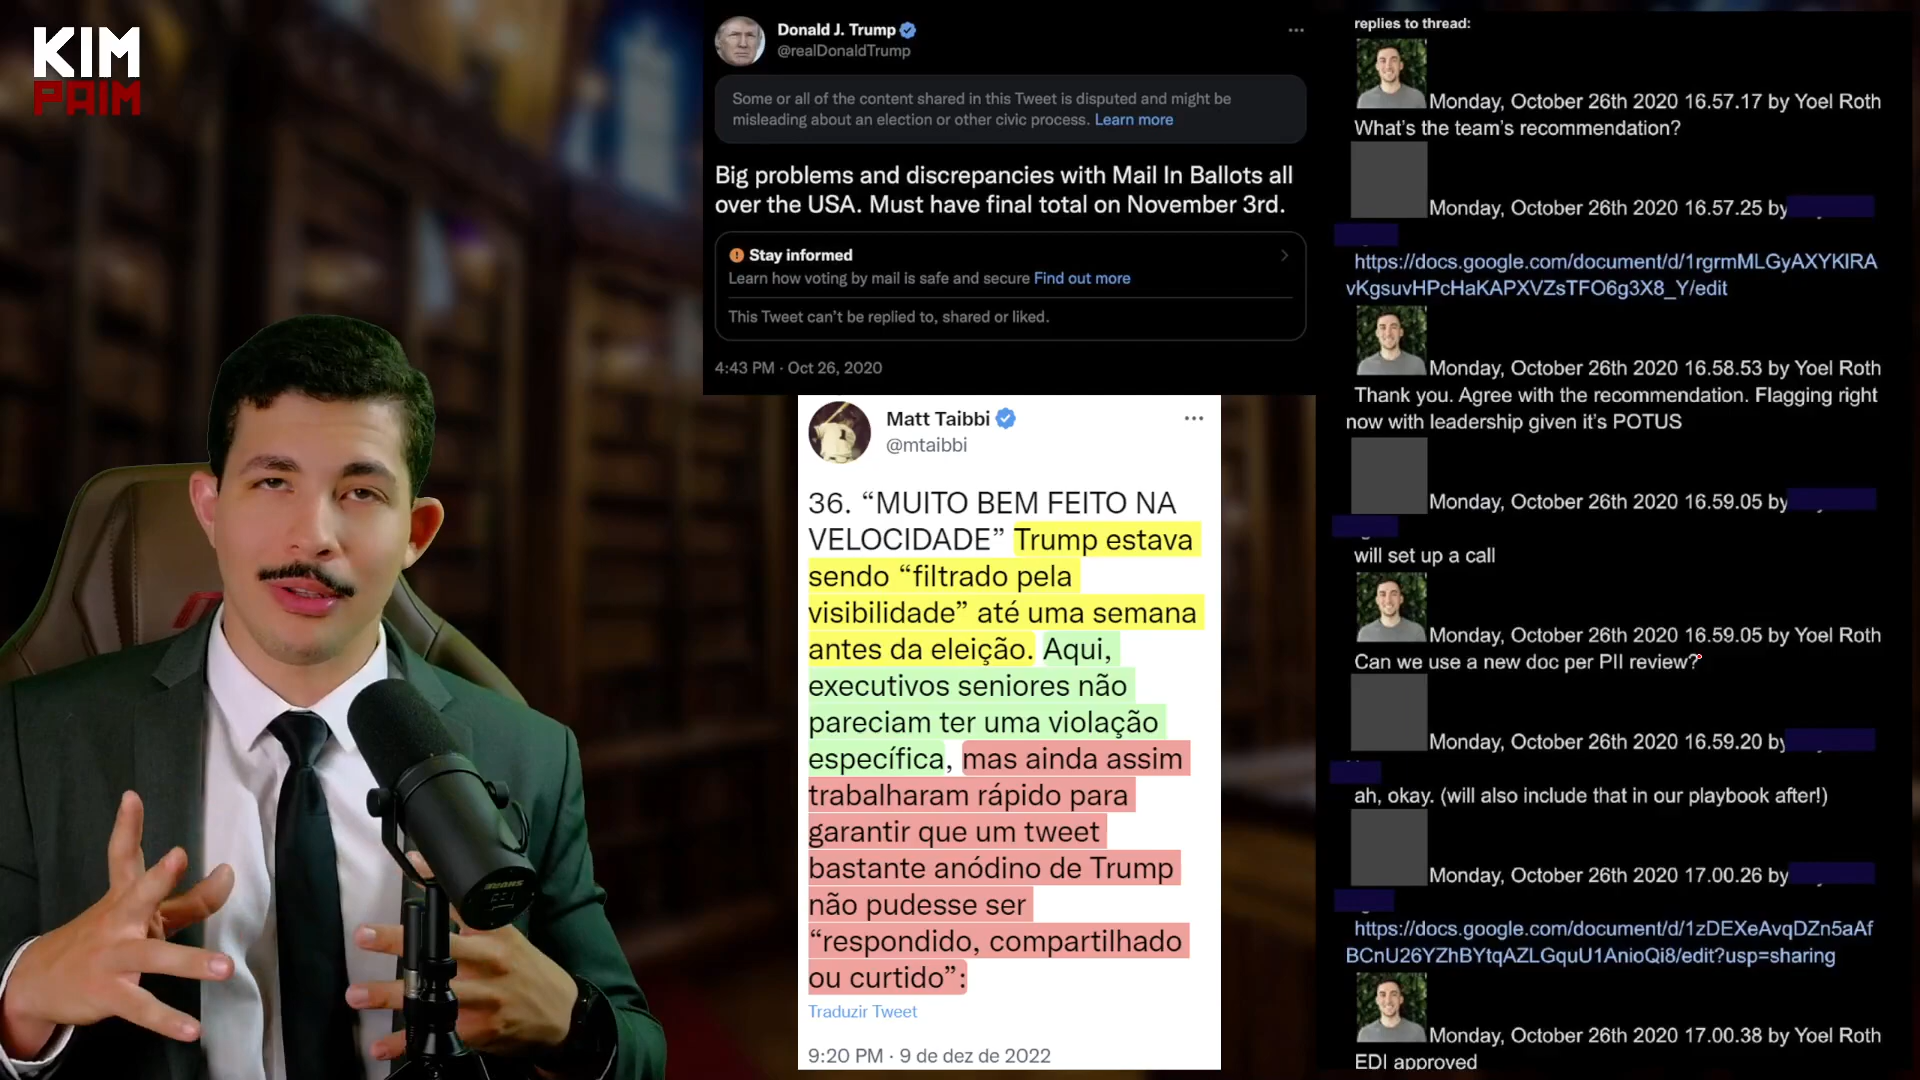 KIM
PAIM
Donald J. Trump
@realDonaldTrump
Some or all of the content shared in this Tweet is disputed and might be
misleading about an election or other civic process. Learn more
Big problems and discrepancies with Mail In Ballots all
over the USA. Must have final total on November 3rd.
Stay informed
Learn how voting by mail is safe and secure Find out more
This Tweet can't be replied to, shared or liked.
4:43 PM · Oct 26, 2020
Matt Taibbi
@mtaibbi
36. “MUITO BEM FEITO NA
VELOCIDADE” Trump estava
sendo “filtrado pela
visibilidade” até uma semana
antes da eleição. Aqui,
executivos seniores não
pareciam ter uma violação
específica, mas ainda assim
trabalharam rápido para
garantir que um tweet
bastante anódino de Trump
não pudesse ser
“respondido, compartilhado
ou curtido”:
Traduzir Tweet
9:20 PM · 9 de dez de 2022
replies to thread:
Monday, October 26th 2020 16.57.17 by Yoel Roth
What's the team's recommendation?
Monday, October 26th 2020 16.57.25 by
https://docs.google.com/document/d/1rgrmMLGyAXYKIRA
vKgsuvHPcHaKAPXVZsTFO6g3X8_Y/edit
Monday, October 26th 2020 16.58.53 by Yoel Roth
Thank you. Agree with the recommendation. Flagging right
now with leadership given it's POTUS
Monday, October 26th 2020 16.59.05 by
will set up a call
Monday, October 26th 2020 16.59.05 by Yoel Roth
Can we use a new doc per PII review?
Monday, October 26th 2020 16.59.20 by
ah, okay. (will also include that in our playbook after!)
Monday, October 26th 2020 17.00.26 by
https://docs.google.com/document/d/1zDEXeAvqDZn5aAf
BCnU26YZhBYtqAZLGquU1AnioQi8/edit?usp=sharing
Monday, October 26th 2020 17.00.38 by Yoel Roth
EDI approved
SHURE